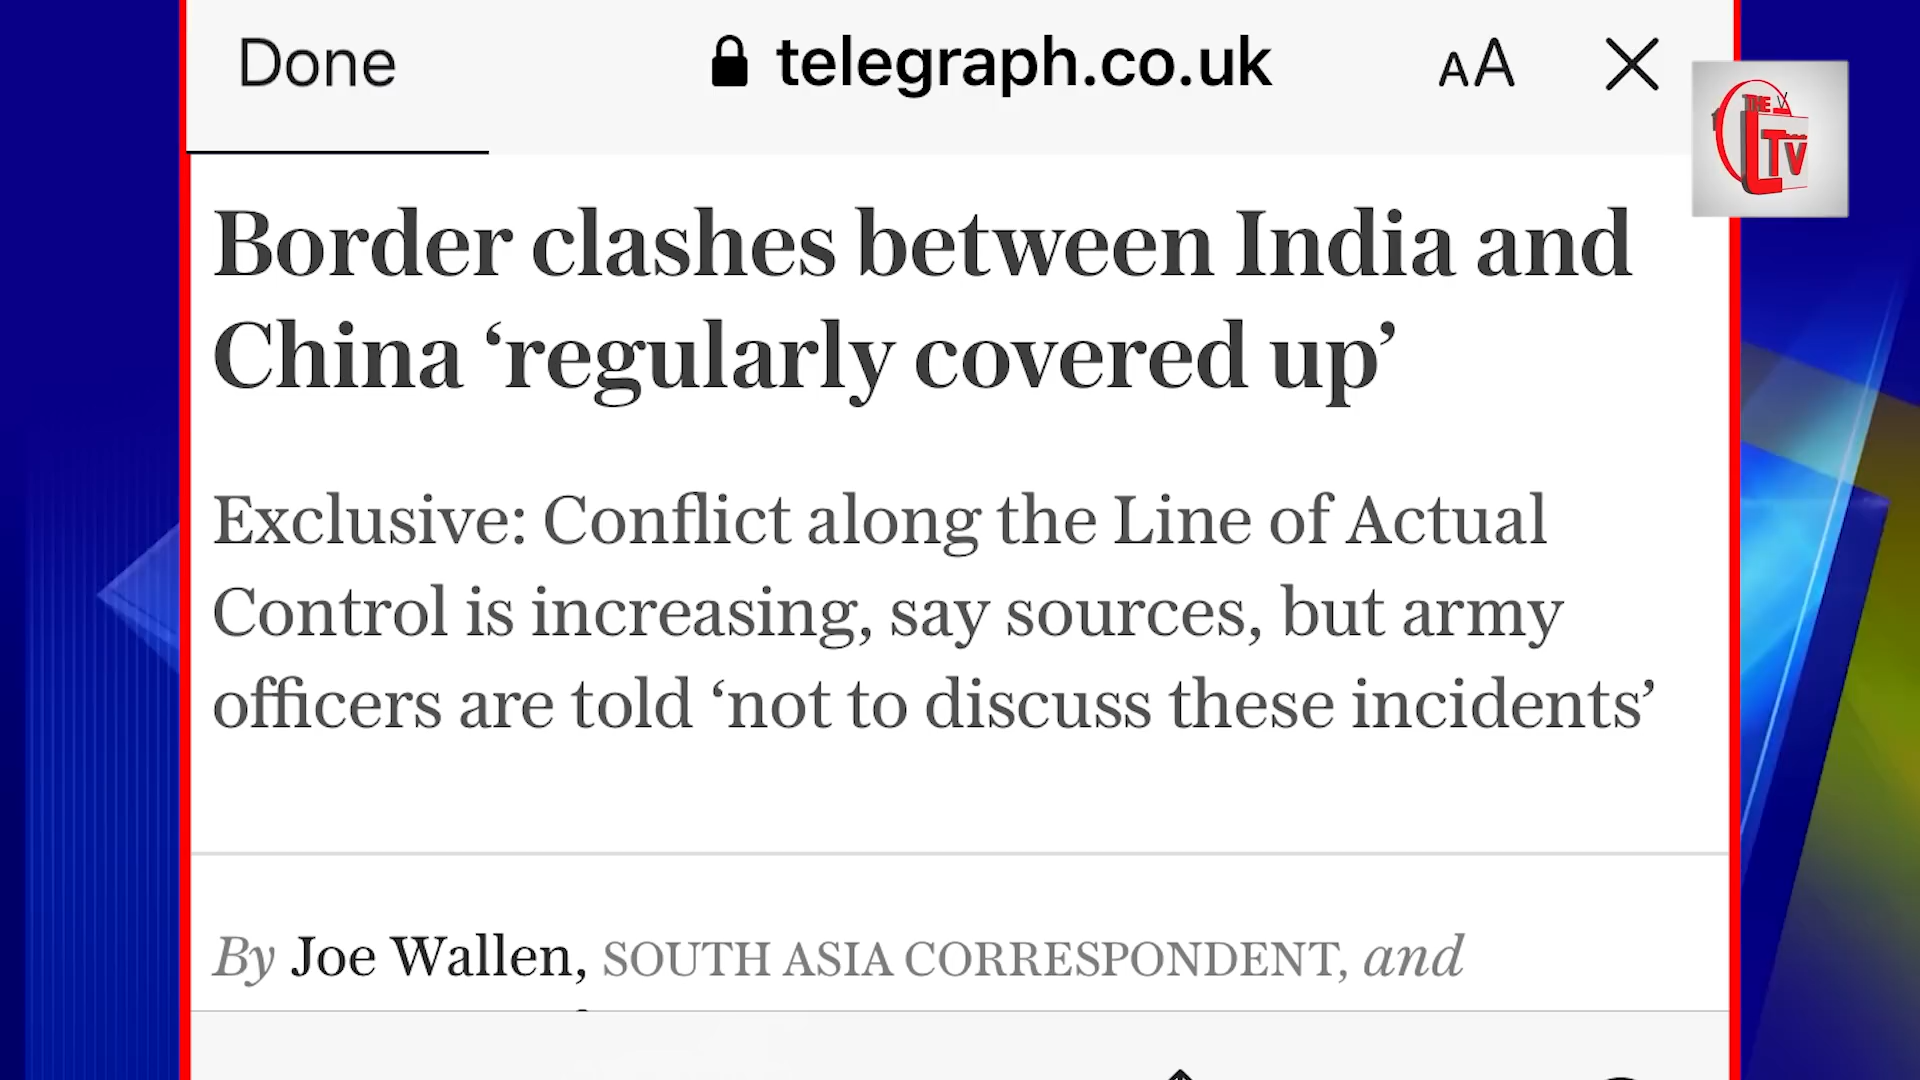 Done
telegraph.co.uk
AA
THE
LTV
Border clashes between India and
China ‘regularly covered up’
Exclusive: Conflict along the Line of Actual
Control is increasing, say sources, but army
officers are told ‘not to discuss these incidents’
By Joe Wallen, SOUTH ASIA CORRESPONDENT, and